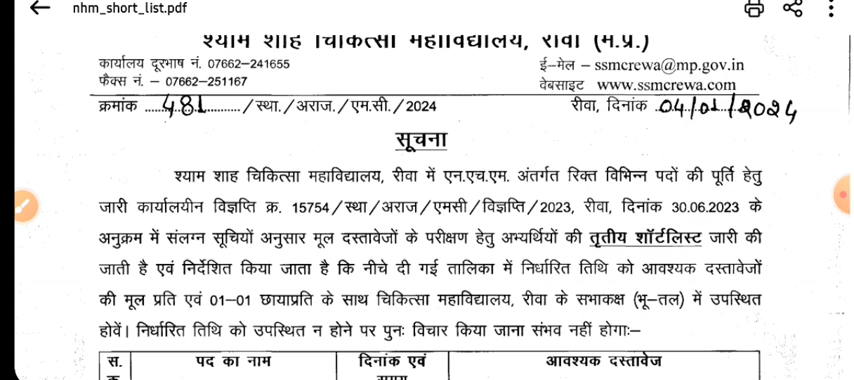 nhm_short_list.pdf
श्याम शाह चिकित्सा महाविद्यालय, रीवा (म.प्र.)
कार्यालय दूरभाष नं. 07662-241655
ई-मेल – ssmcrewa@mp.gov.in
फैक्स नं. – 07662-251167
वेबसाइट www.ssmcrewa.com
क्रमांक ......481............/स्था./अराज./एम.सी./2024
रीवा, दिनांक ..04/01/2024
सूचना
श्याम शाह चिकित्सा महाविद्यालय, रीवा में एन.एच.एम. अंतर्गत रिक्त विभिन्न पदों की पूर्ति हेतु
जारी कार्यालयीन विज्ञप्ति क्र. 15754/स्था/अराज/एमसी/विज्ञप्ति/2023, रीवा, दिनांक 30.06.2023 के
अनुक्रम में संलग्न सूचियों अनुसार मूल दस्तावेजों के परीक्षण हेतु अभ्यर्थियों की तृतीय शॉर्टलिस्ट जारी की
जाती है एवं निर्देशित किया जाता है कि नीचे दी गई तालिका में निर्धारित तिथि को आवश्यक दस्तावेजों
की मूल प्रति एवं 01–01 छायाप्रति के साथ चिकित्सा महाविद्यालय, रीवा के सभाकक्ष (भू–तल) में उपस्थित
होवें। निर्धारित तिथि को उपस्थित न होने पर पुनः विचार किया जाना संभव नहीं होगाः–
स. पद का नाम दिनांक एवं आवश्यक दस्तावेज